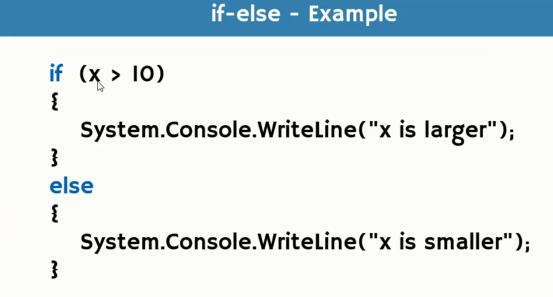 if-else - Example
if (x > 10)
{
System.Console.WriteLine("x is larger");
}
else
{
System.Console.WriteLine("x is smaller");
}